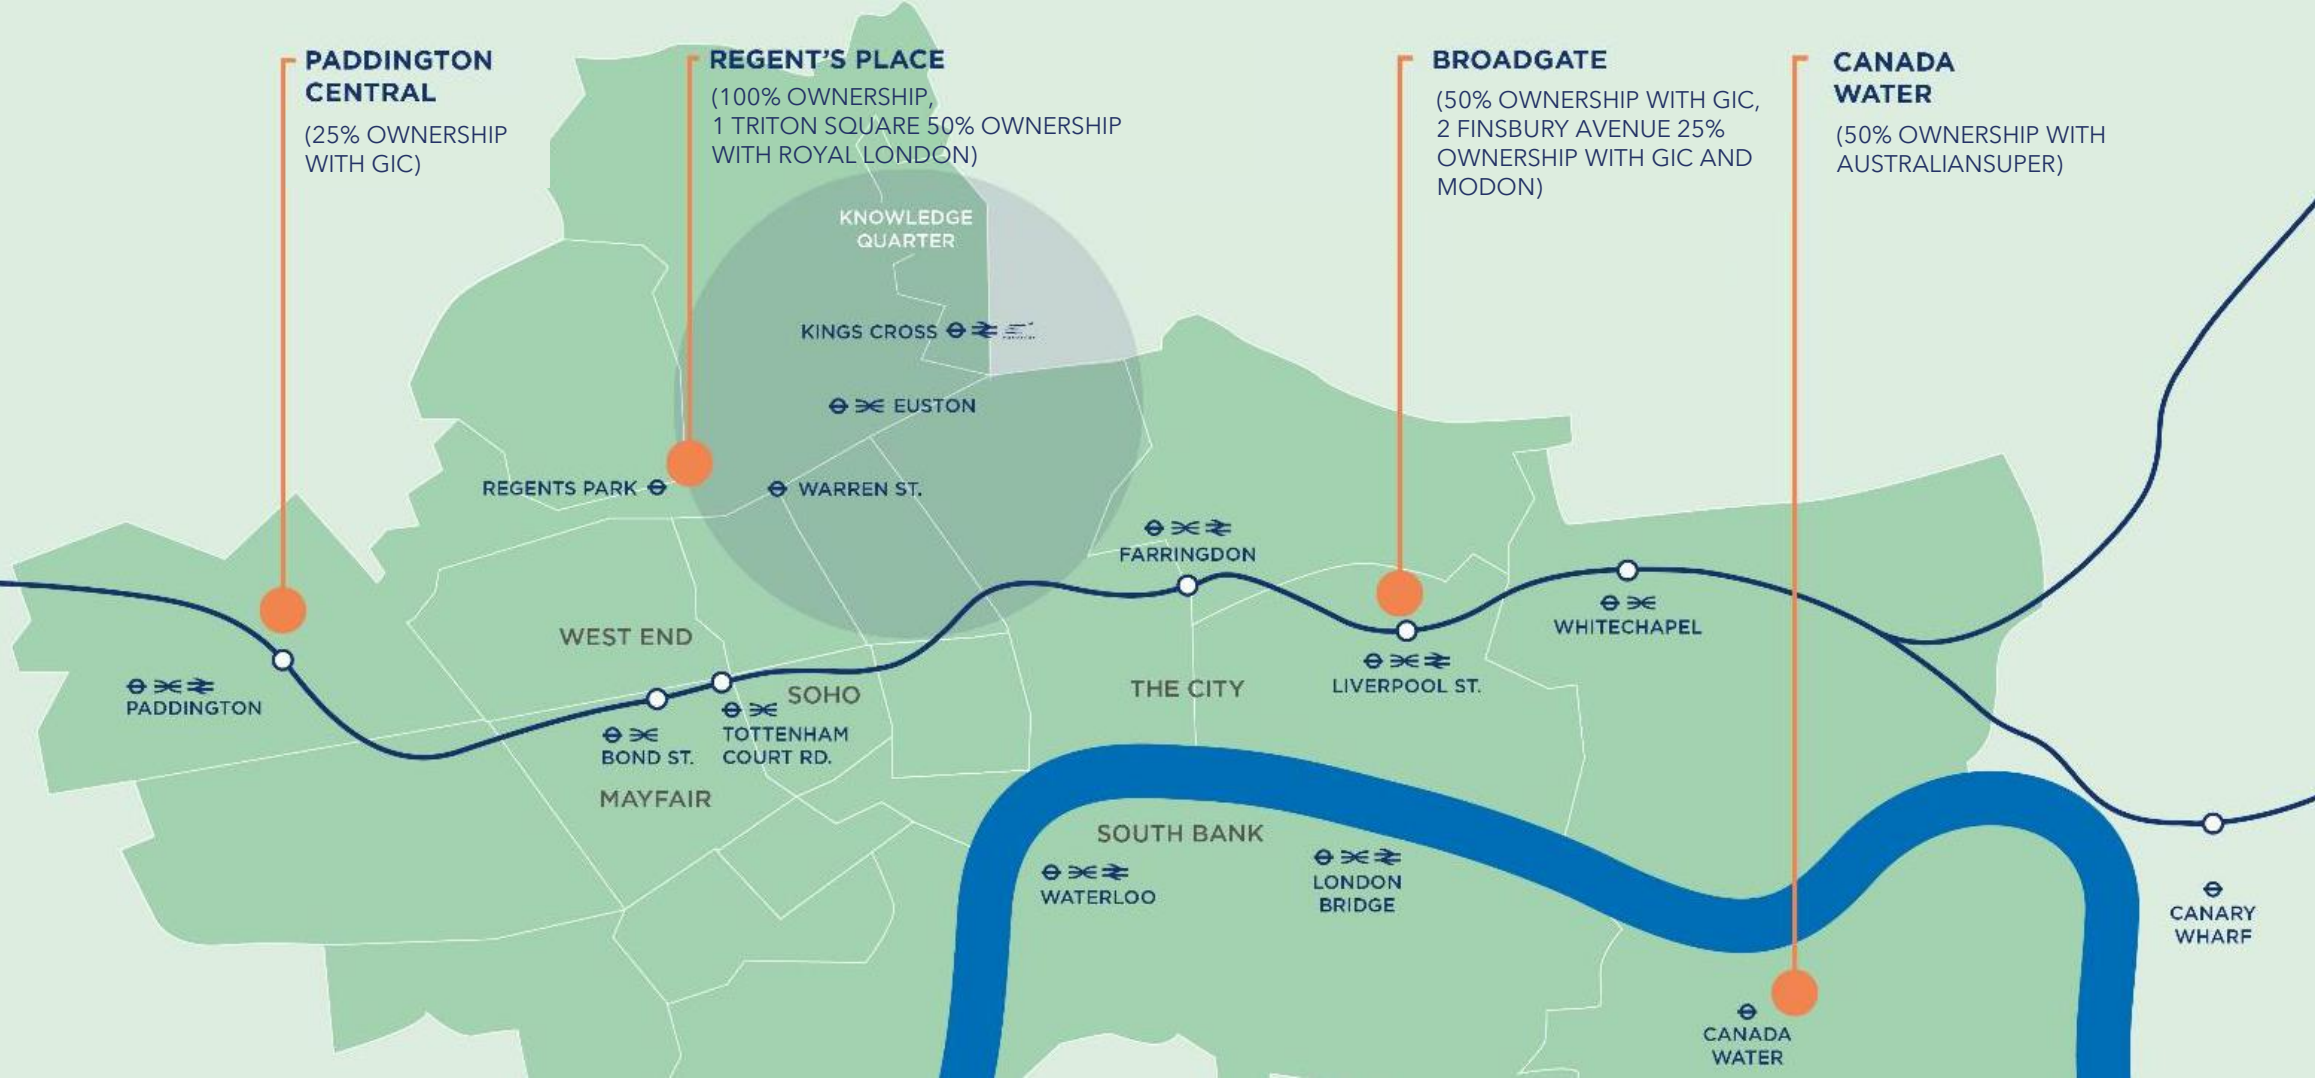 PADDINGTON
CENTRAL
(25% OWNERSHIP
WITH GIC)
REGENT'S PLACE
(100% OWNERSHIP,
1 TRITON SQUARE 50% OWNERSHIP
WITH ROYAL LONDON)
BROADGATE
(50% OWNERSHIP WITH GIC,
2 FINSBURY AVENUE 25%
OWNERSHIP WITH GIC AND
MODON)
CANADA
WATER
(50% OWNERSHIP WITH
AUSTRALIANSUPER)
KNOWLEDGE
QUARTER
KINGS CROSS
EUSTON
REGENTS PARK
WARREN ST.
FARRINGDON
WHITECHAPEL
WEST END
LIVERPOOL ST.
THE CITY
SOHO
PADDINGTON
BOND ST.
TOTTENHAM
COURT RD.
MAYFAIR
SOUTH BANK
WATERLOO
LONDON
BRIDGE
CANARY
WHARF
CANADA
WATER